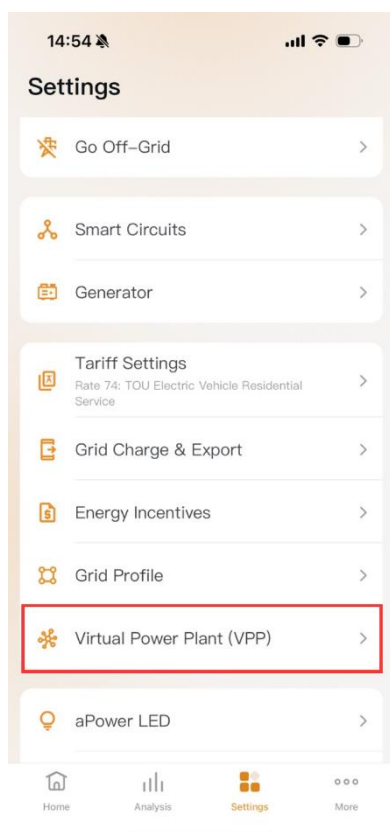 14:54
Settings
Go Off-Grid
Smart Circuits
Generator
Tariff Settings
Rate 74: TOU Electric Vehicle Residential
Service
Grid Charge & Export
Energy Incentives
Grid Profile
Virtual Power Plant (VPP)
aPower LED
Home Analysis Settings More